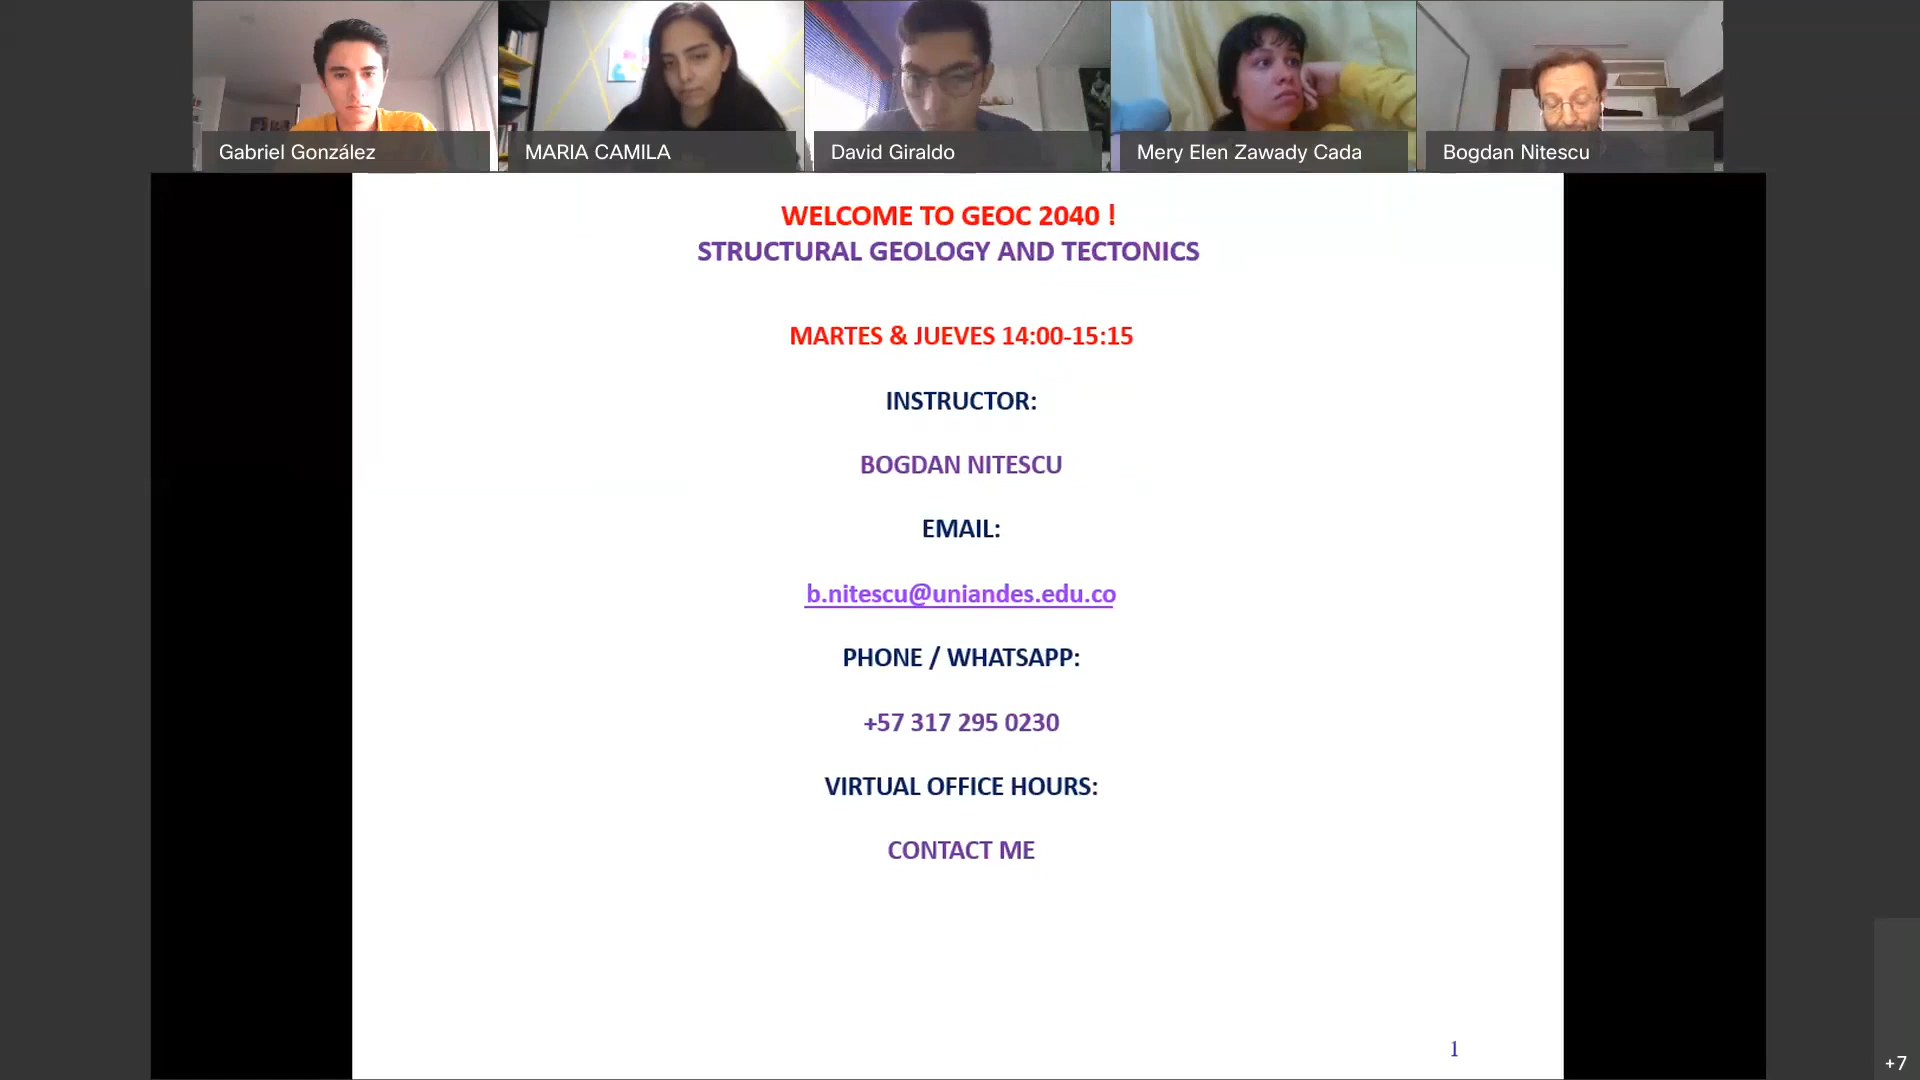 Gabriel González
MARIA CAMILA
David Giraldo
Mery Elen Zawady Cada
Bogdan Nitescu
WELCOME TO GEOC 2040 !
STRUCTURAL GEOLOGY AND TECTONICS
MARTES & JUEVES 14:00-15:15
INSTRUCTOR:
BOGDAN NITESCU
EMAIL:
b.nitescu@uniandes.edu.co
PHONE / WHATSAPP:
+57 317 295 0230
VIRTUAL OFFICE HOURS:
CONTACT ME
1
+7